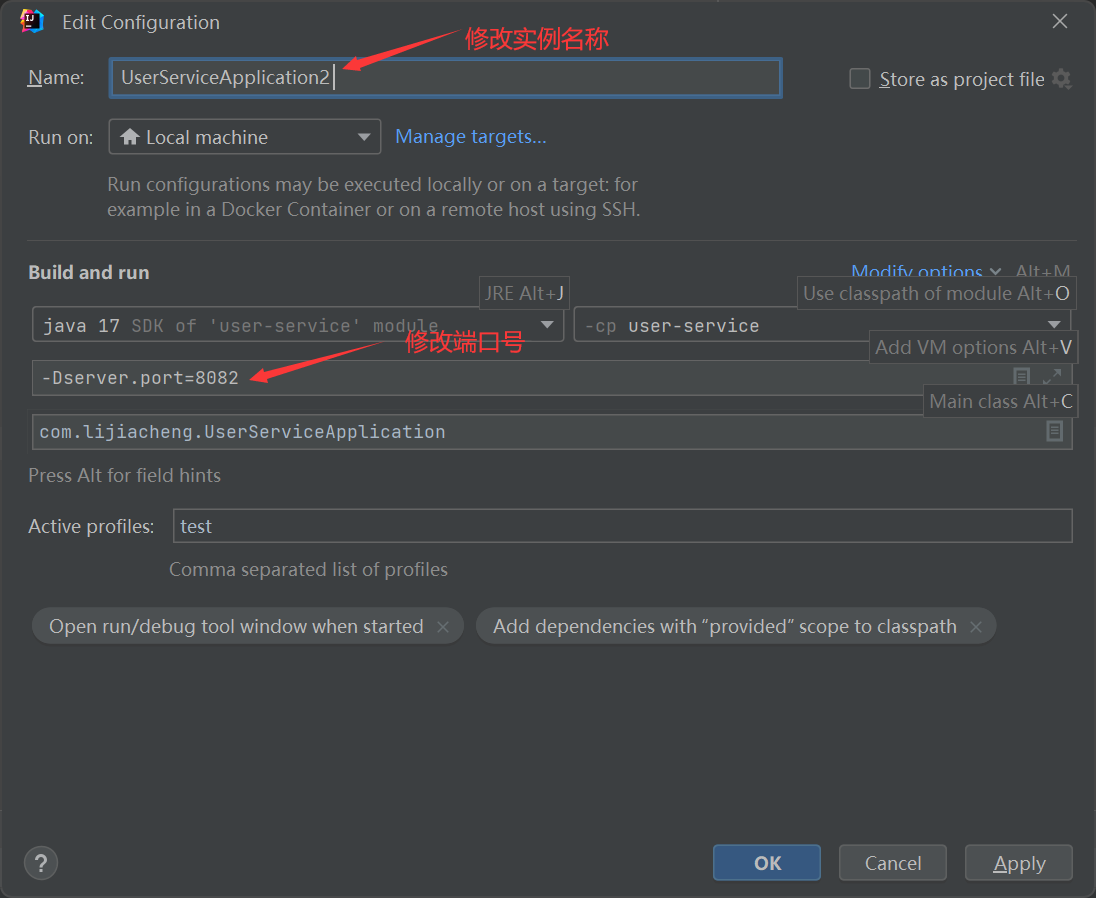 Edit Configuration
修改实例名称
Name: UserServiceApplication2
Store as project file
Run on: Local machine Manage targets...
Run configurations may be executed locally or on a target: for
example in a Docker Container or on a remote host using SSH.
Build and run
Modify options Alt+M
JRE Alt+J
Use classpath of module Alt+O
java 17 SDK of 'user-service' module
-cp user-service
修改端口号
Add VM options Alt+V
-Dserver.port=8082
Main class Alt+C
com.lijiacheng.UserServiceApplication
Press Alt for field hints
Active profiles: test
Comma separated list of profiles
Open run/debug tool window when started
Add dependencies with “provided” scope to classpath
?
OK
Cancel
Apply